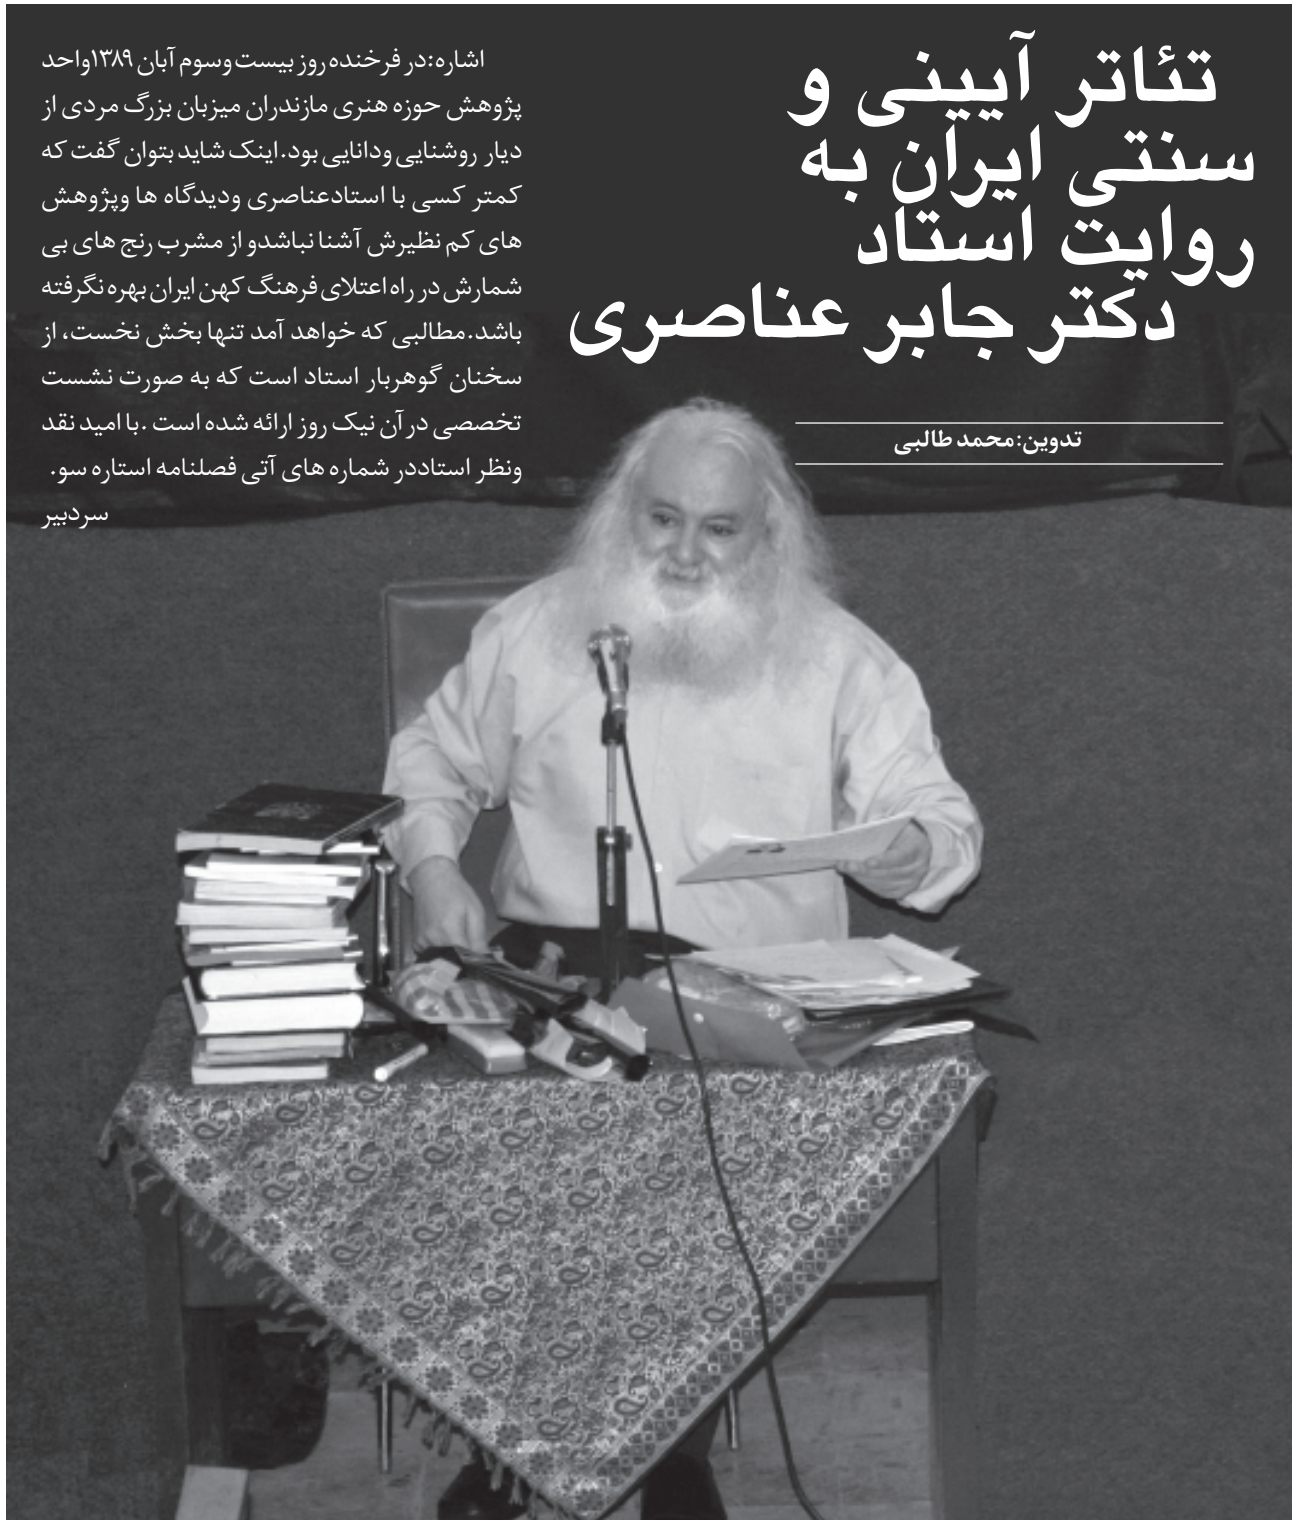 تئاتر آیینی و
سنتی ایران به
روایت استاد
دکتر جابر عناصری
تدوین:محمد طالبی
اشاره:در فرخنده روز بیست وسوم آبان ۱۳۸۹واحد
پژوهش حوزه هنری مازندران میزبان بزرگ مردی از
دیار روشنایی ودانایی بود.اینک شاید بتوان گفت که
کمتر کسی با استادعناصری ودیدگاه ها وپژوهش
های کم نظیرش آشنا نباشدو از مشرب رنج های بی
شمارش در راه اعتلای فرهنگ کهن ایران بهره نگرفته
باشد.مطالبی که خواهد آمد تنها بخش نخست، از
سخنان گوهربار استاد است که به صورت نشست
تخصصی در آن نیک روز ارائه شده است .با امید نقد
ونظر استاددر شماره های آتی فصلنامه استاره سو.
سردبیر